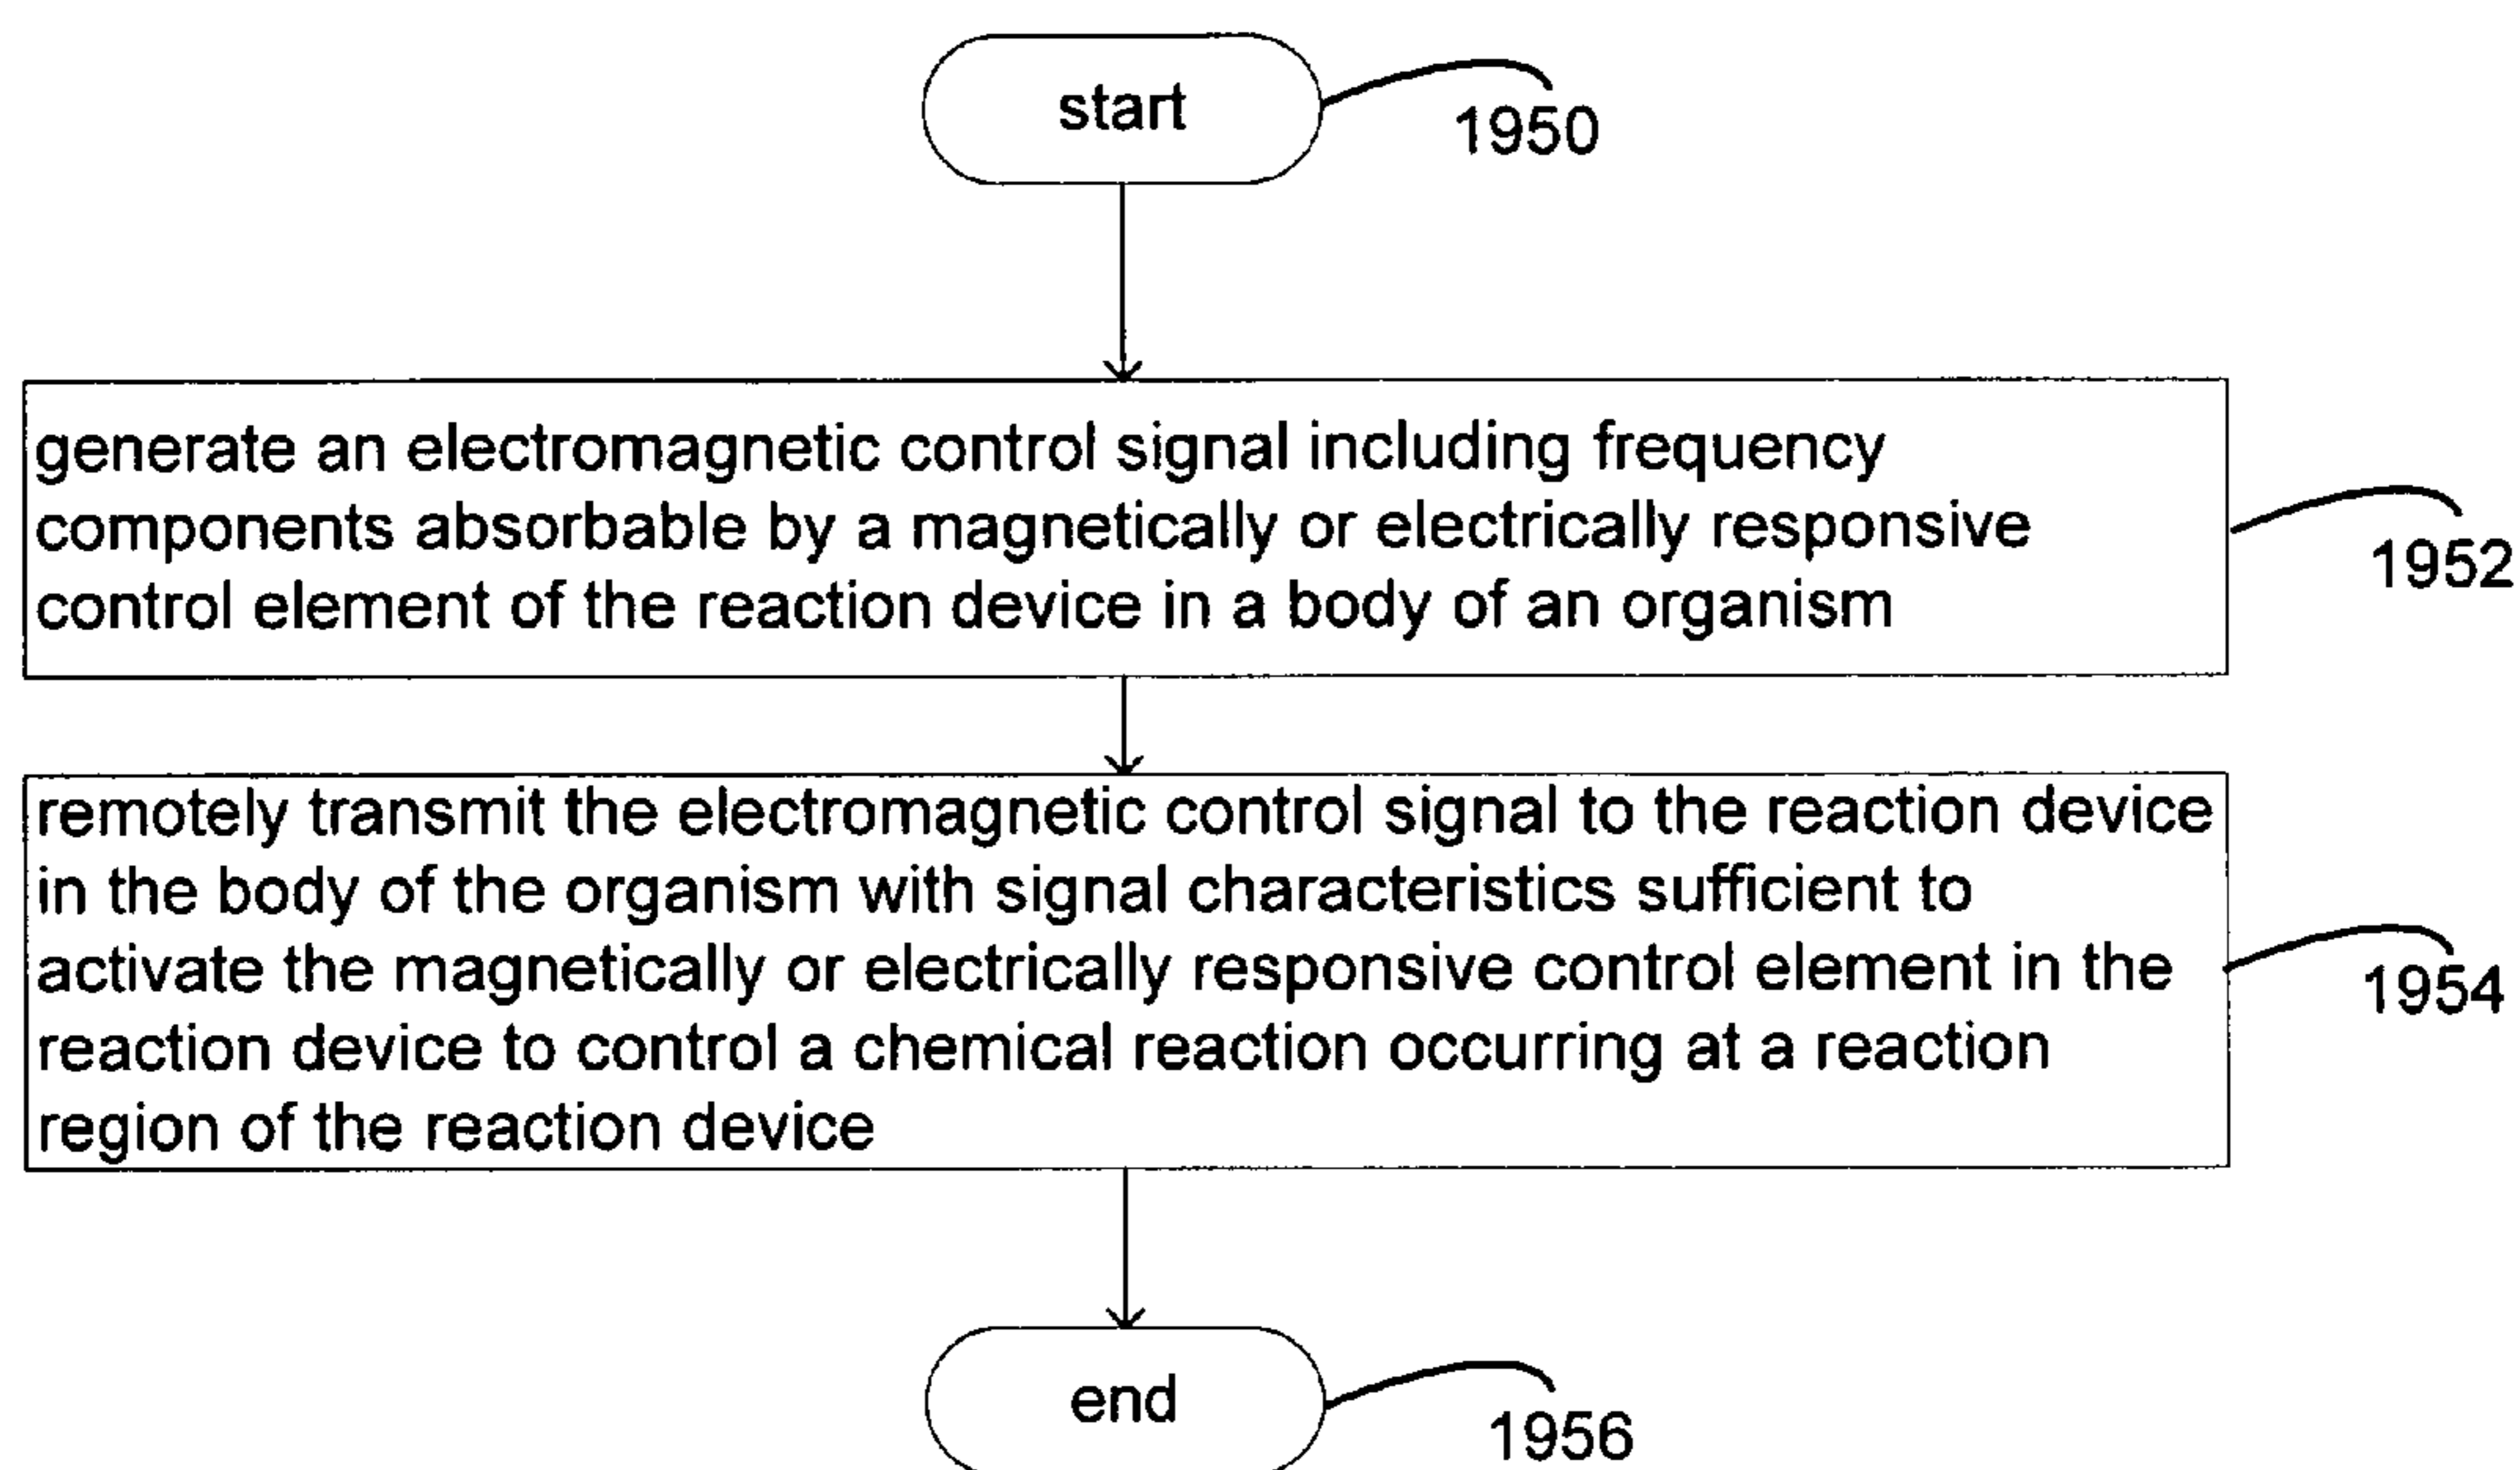 start
1950
generate an electromagnetic control signal including frequency
components absorbable by a magnetically or electrically responsive
control element of the reaction device in a body of an organism
1952
remotely transmit the electromagnetic control signal to the reaction device
in the body of the organism with signal characteristics sufficient to
activate the magnetically or electrically responsive control element in the
reaction device to control a chemical reaction occurring at a reaction
region of the reaction device
1954
end
1956